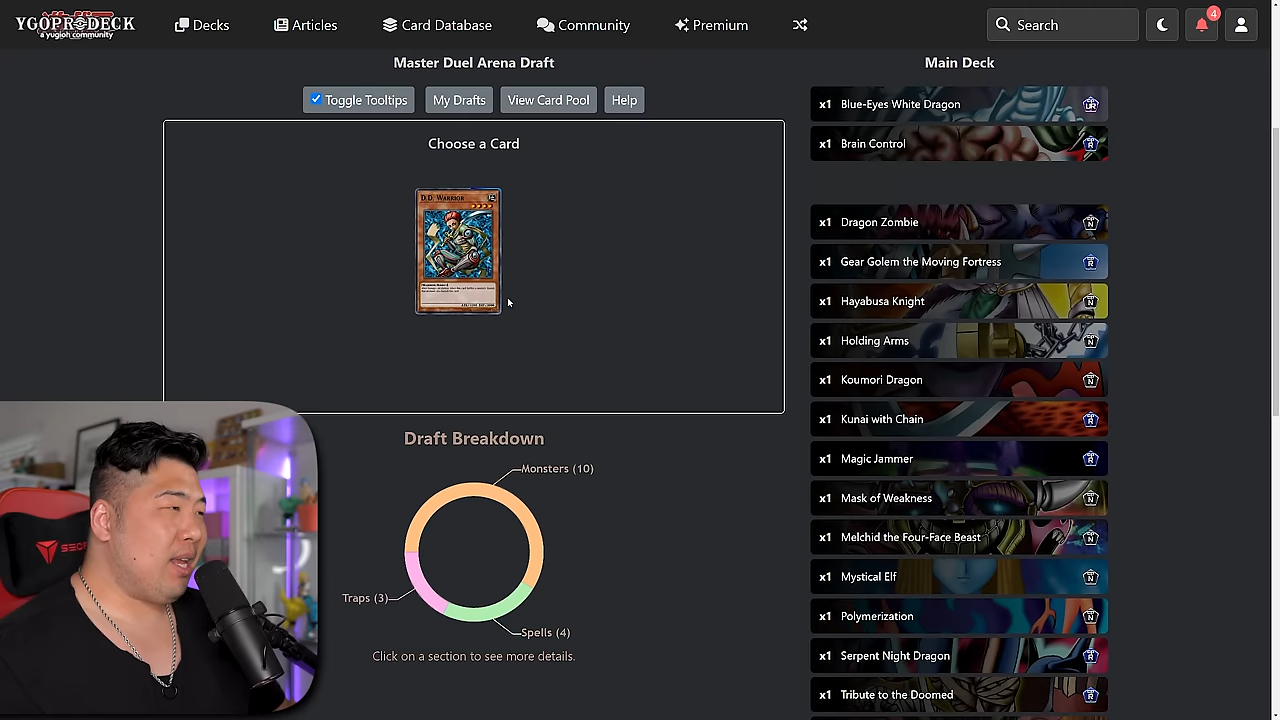 YGOPRODECK
a yugioh community
Decks
Articles
Card Database
Community
Premium
Search
4
Master Duel Arena Draft
Toggle Tooltips
My Drafts
View Card Pool
Help
Choose a Card
D.D. Warrior
Draft Breakdown
Monsters (10)
Traps (3)
Spells (4)
Click on a section to see more details.
Main Deck
x1 Blue-Eyes White Dragon
x1 Brain Control
x1 Dragon Zombie
x1 Gear Golem the Moving Fortress
x1 Hayabusa Knight
x1 Holding Arms
x1 Koumori Dragon
x1 Kunai with Chain
x1 Magic Jammer
x1 Mask of Weakness
x1 Melchid the Four-Face Beast
x1 Mystical Elf
x1 Polymerization
x1 Serpent Night Dragon
x1 Tribute to the Doomed